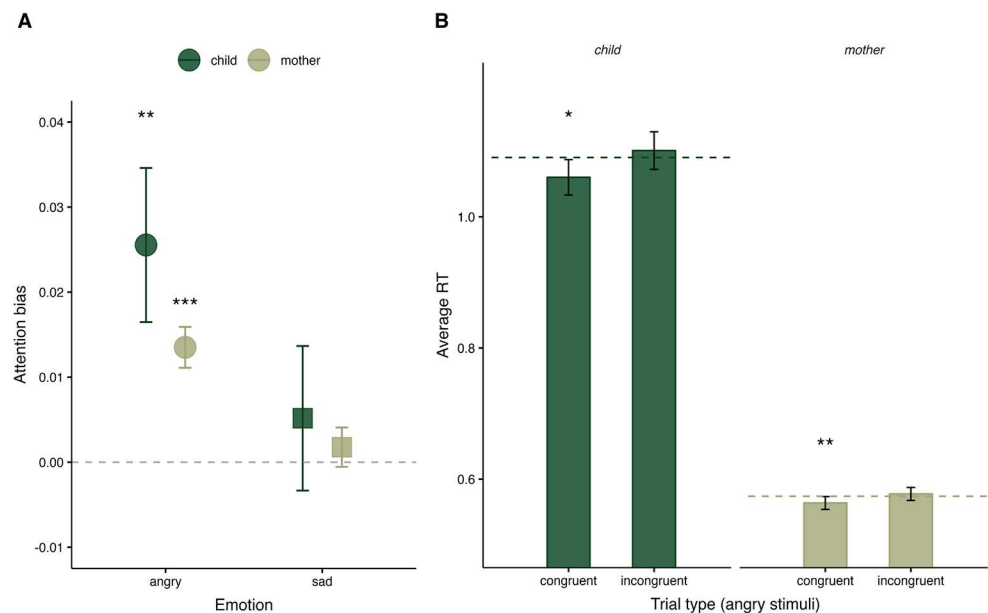 A
child mother
**
***
0.04
0.03
0.02
0.01
0.00
-0.01
Attention bias
angry sad
Emotion
B
child mother
*
**
1.0
0.8
0.6
Average RT
congruent incongruent congruent incongruent
Trial type (angry stimuli)